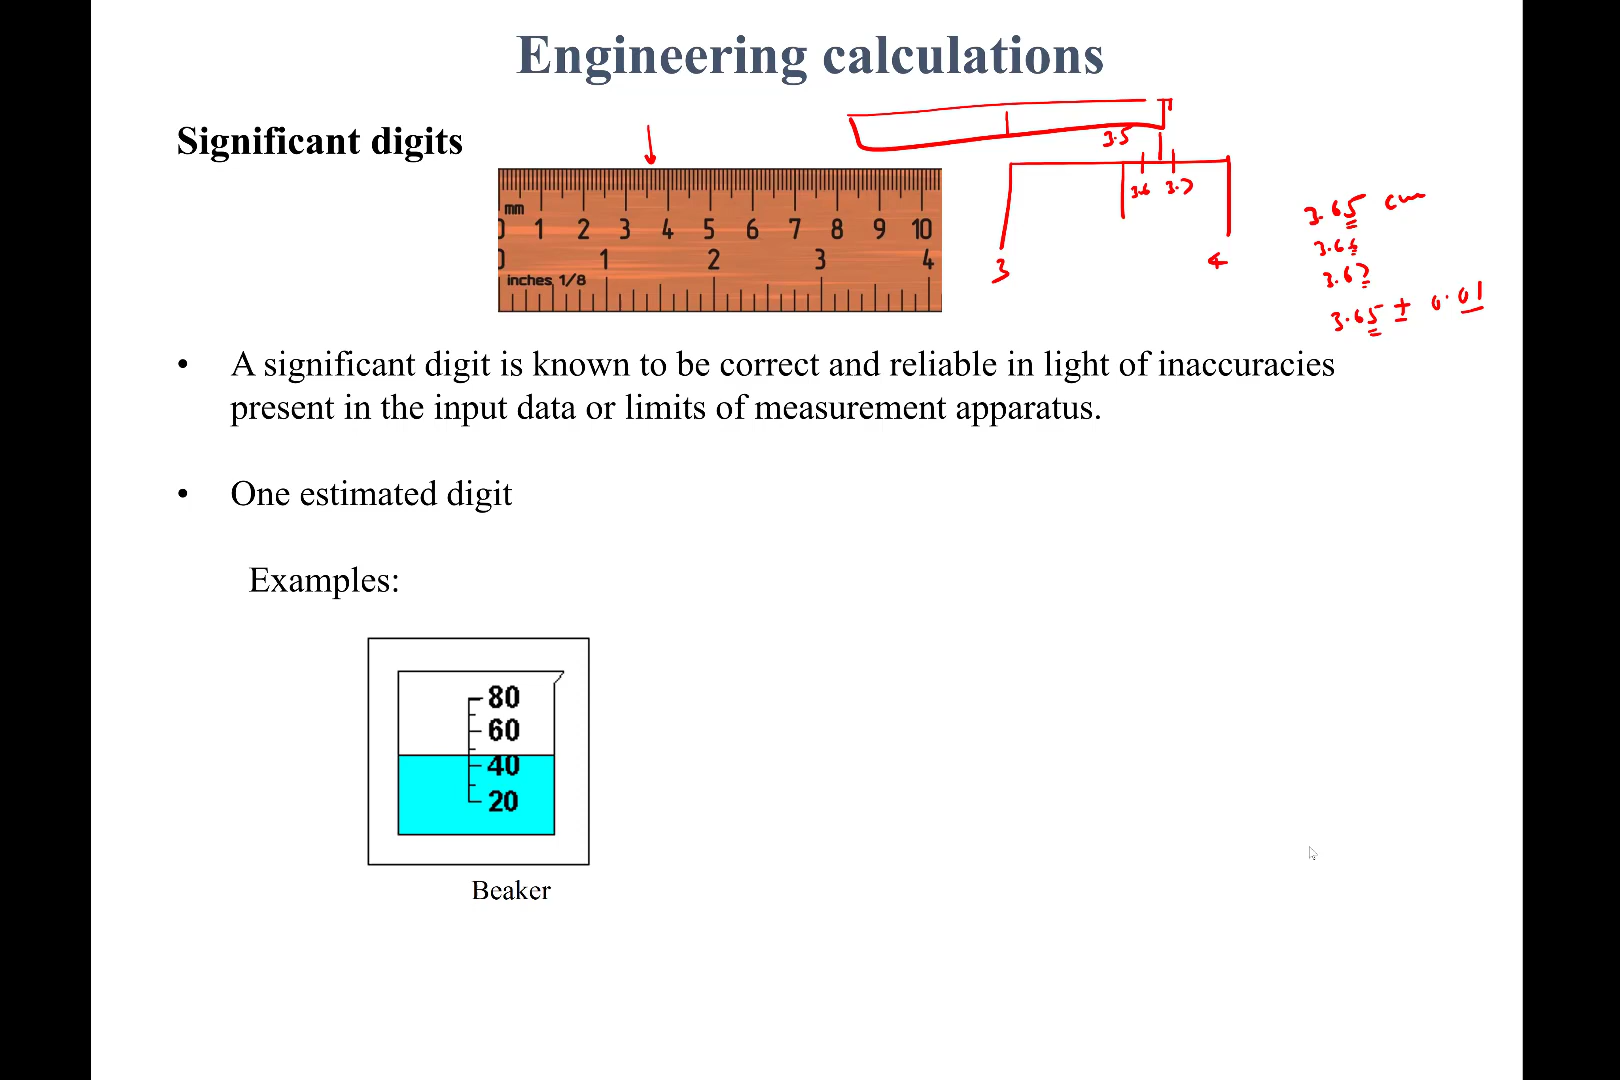 Engineering calculations
Significant digits
3.5
3.6 3.7
3
4
mm
0 1 2 3 4 5 6 7 8 9 10
0 1 2 3 4
inches 1/8
3.65 cm
3.64
3.67
3.65 ± 0.01
• A significant digit is known to be correct and reliable in light of inaccuracies
present in the input data or limits of measurement apparatus.
• One estimated digit
Examples:
80
60
40
20
Beaker